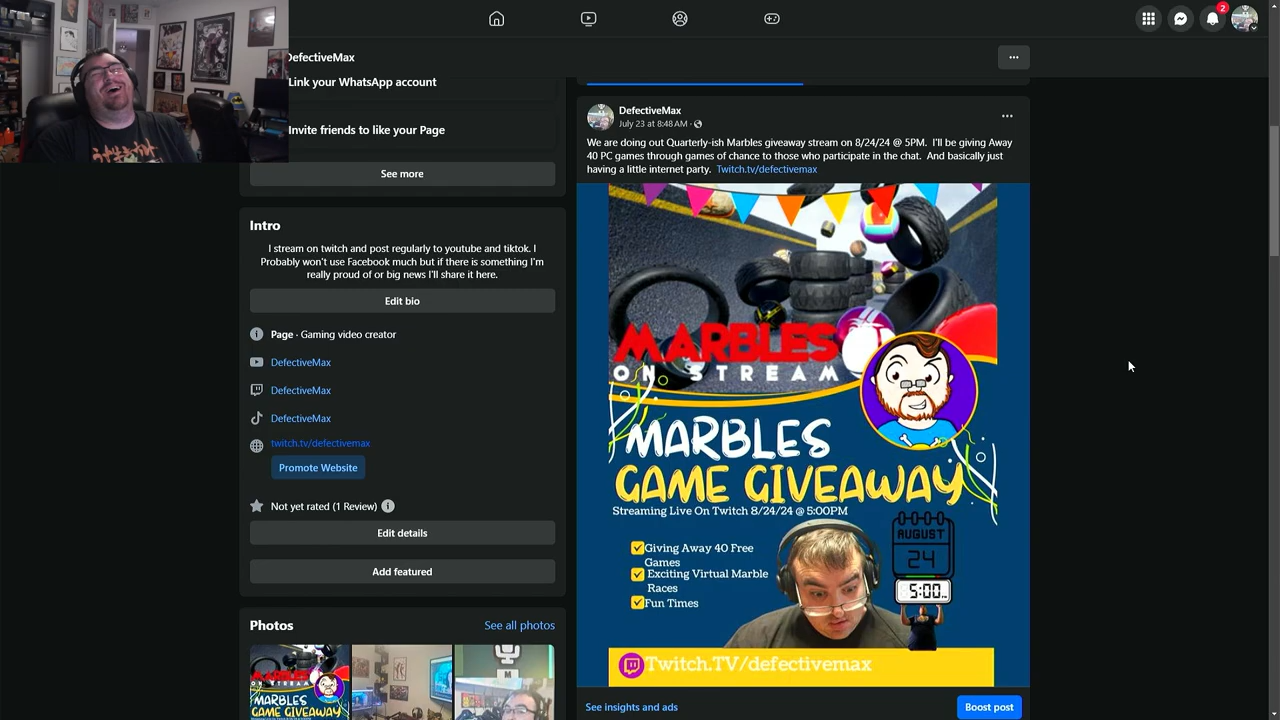 2
DefectiveMax
Link your WhatsApp account
Invite friends to like your Page
See more
Intro
I stream on twitch and post regularly to youtube and tiktok. I
Probably won't use Facebook much but if there is something I'm
really proud of or big news I'll share it here.
Edit bio
Page · Gaming video creator
DefectiveMax
DefectiveMax
DefectiveMax
twitch.tv/defectivemax
Promote Website
Not yet rated (1 Review)
Edit details
Add featured
Photos
See all photos
MARBLES
GAME GIVEAWAY
DefectiveMax
July 23 at 8:48 AM ·
We are doing out Quarterly-ish Marbles giveaway stream on 8/24/24 @ 5PM. I'll be giving Away
40 PC games through games of chance to those who participate in the chat. And basically just
having a little internet party. Twitch.tv/defectivemax
MARBLES
ON STREAM
MARBLES
GAME GIVEAWAY
Streaming Live On Twitch 8/24/24 @ 5:00PM
Giving Away 40 Free
Games
Exciting Virtual Marble
Races
Fun Times
AUGUST
24
5:00 PM
Twitch.TV/defectivemax
See insights and ads
Boost post